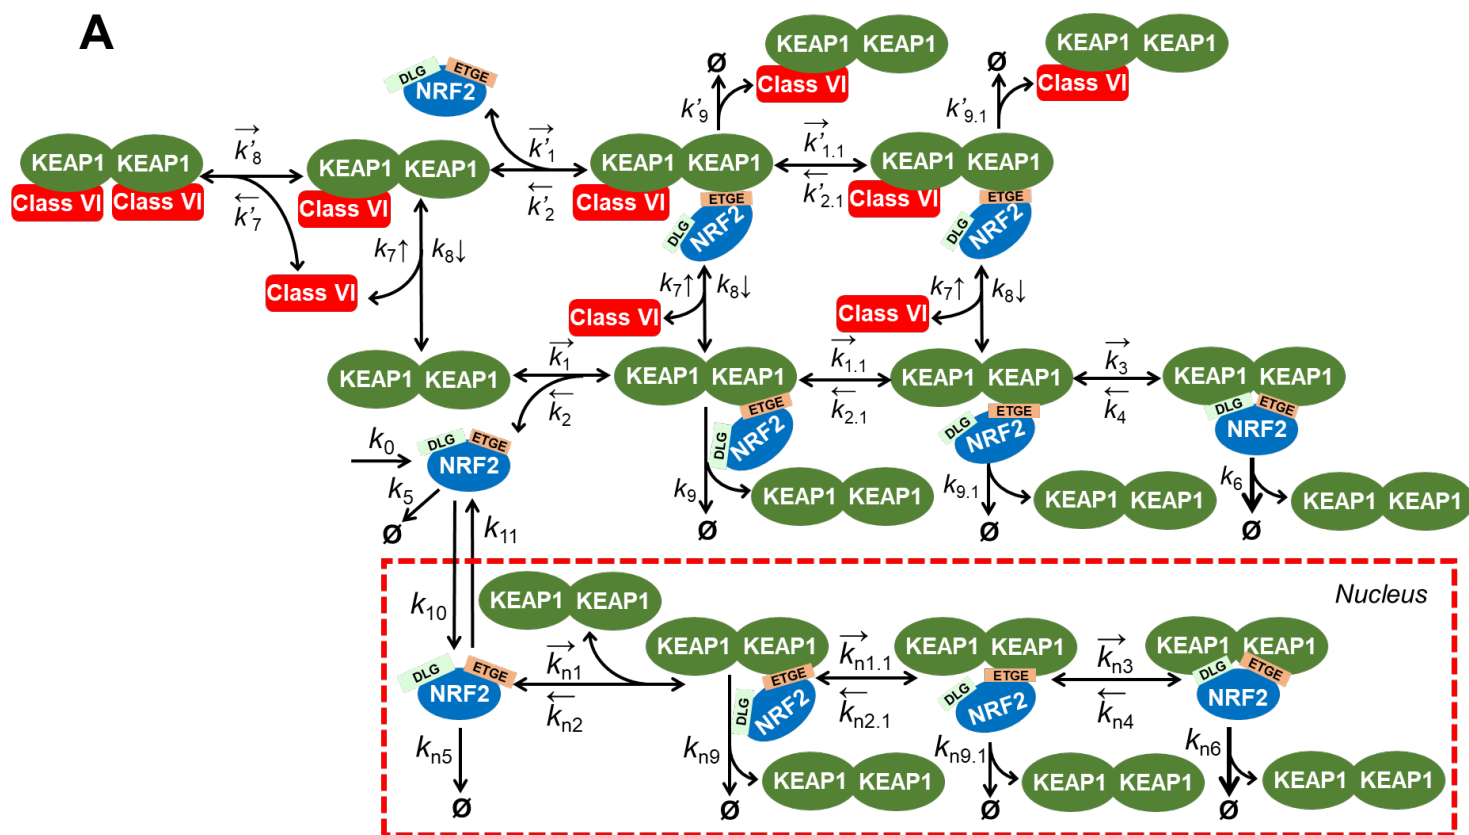 A
KEAP1 KEAP1
Class VI
KEAP1 KEAP1
Class VI
DLG ETGE
NRF2
Ø
Ø
k'9
k'9.1
KEAP1 KEAP1
Class VI Class VI
→
k'8
←
k'7
KEAP1 KEAP1
Class VI
→
k'1
←
k'2
KEAP1 KEAP1
Class VI
ETGE
DLG
NRF2
→
k'1.1
←
k'2.1
KEAP1 KEAP1
Class VI
ETGE
DLG
NRF2
Class VI
k7↑ k8↓
Class VI
k7↑ k8↓
Class VI
k7↑ k8↓
KEAP1 KEAP1
→
k1
←
k2
KEAP1 KEAP1
ETGE
DLG
NRF2
→
k1.1
←
k2.1
KEAP1 KEAP1
ETGE
DLG
NRF2
→
k3
←
k4
KEAP1 KEAP1
DLG ETGE
NRF2
k0
DLG ETGE
NRF2
k5
Ø
k9
Ø
KEAP1 KEAP1
k9.1
Ø
KEAP1 KEAP1
k6
Ø
KEAP1 KEAP1
k11
k10
Nucleus
KEAP1 KEAP1
DLG ETGE
NRF2
→
kn1
←
kn2
KEAP1 KEAP1
ETGE
DLG
NRF2
→
kn1.1
←
kn2.1
KEAP1 KEAP1
ETGE
DLG
NRF2
→
kn3
←
kn4
KEAP1 KEAP1
DLG ETGE
NRF2
kn5
Ø
kn9
Ø
KEAP1 KEAP1
kn9.1
Ø
KEAP1 KEAP1
kn6
Ø
KEAP1 KEAP1